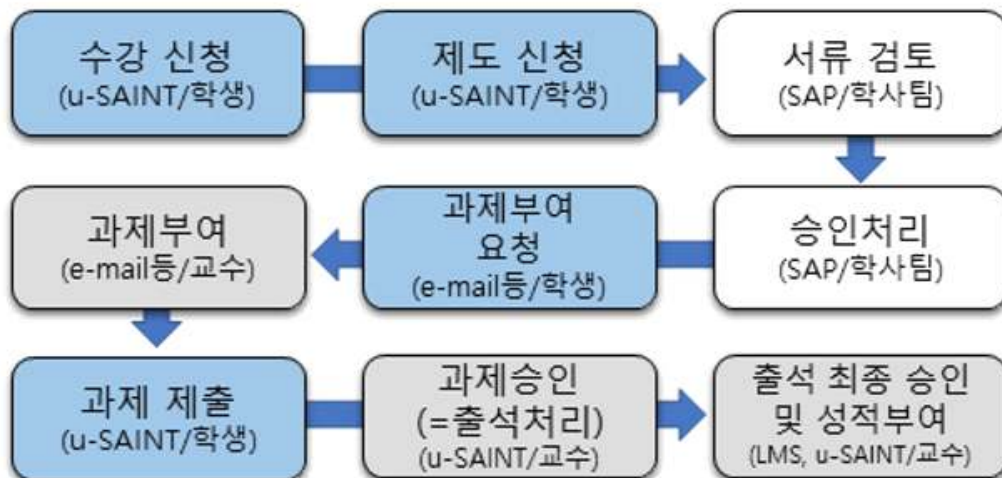 수강 신청
(u-SAINT/학생)
제도 신청
(u-SAINT/학생)
서류 검토
(SAP/학사팀)
승인처리
(SAP/학사팀)
과제부여
요청
(e-mail등/학생)
과제부여
(e-mail등/교수)
과제 제출
(u-SAINT/학생)
과제승인
(=출석처리)
(u-SAINT/교수)
출석 최종 승인
및 성적부여
(LMS, u-SAINT/교수)